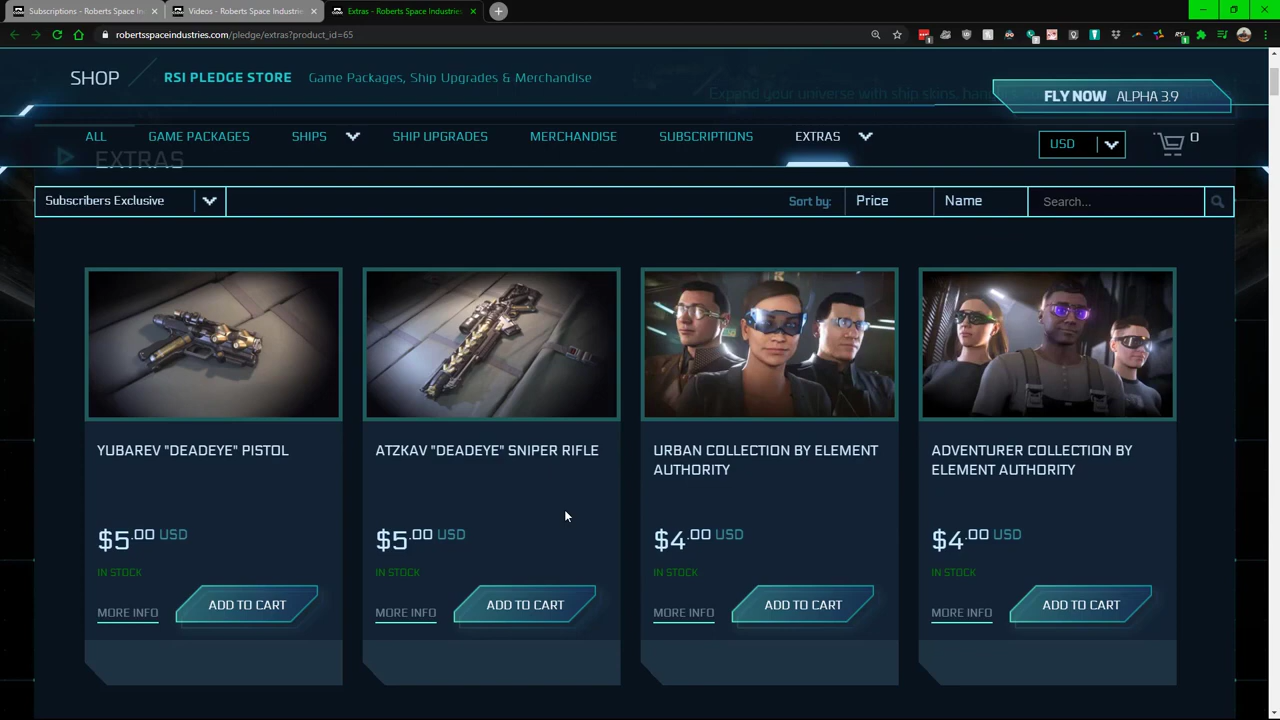 Subscriptions - Roberts Space In
Videos - Roberts Space Industrie
Extras - Roberts Space Industries
robertsspaceindustries.com/pledge/extras?product_id=65
SHOP
RSI PLEDGE STORE
Game Packages, Ship Upgrades & Merchandise
FLY NOW ALPHA 3.9
ALL
GAME PACKAGES
SHIPS
SHIP UPGRADES
MERCHANDISE
SUBSCRIPTIONS
EXTRAS
USD
0
EXTRAS
Subscribers Exclusive
Sort by:
Price
Name
Search...
YUBAREV "DEADEYE" PISTOL
$5.00 USD
IN STOCK
MORE INFO
ADD TO CART
ATZKAV "DEADEYE" SNIPER RIFLE
$5.00 USD
IN STOCK
MORE INFO
ADD TO CART
URBAN COLLECTION BY ELEMENT
AUTHORITY
$4.00 USD
IN STOCK
MORE INFO
ADD TO CART
ADVENTURER COLLECTION BY
ELEMENT AUTHORITY
$4.00 USD
IN STOCK
MORE INFO
ADD TO CART